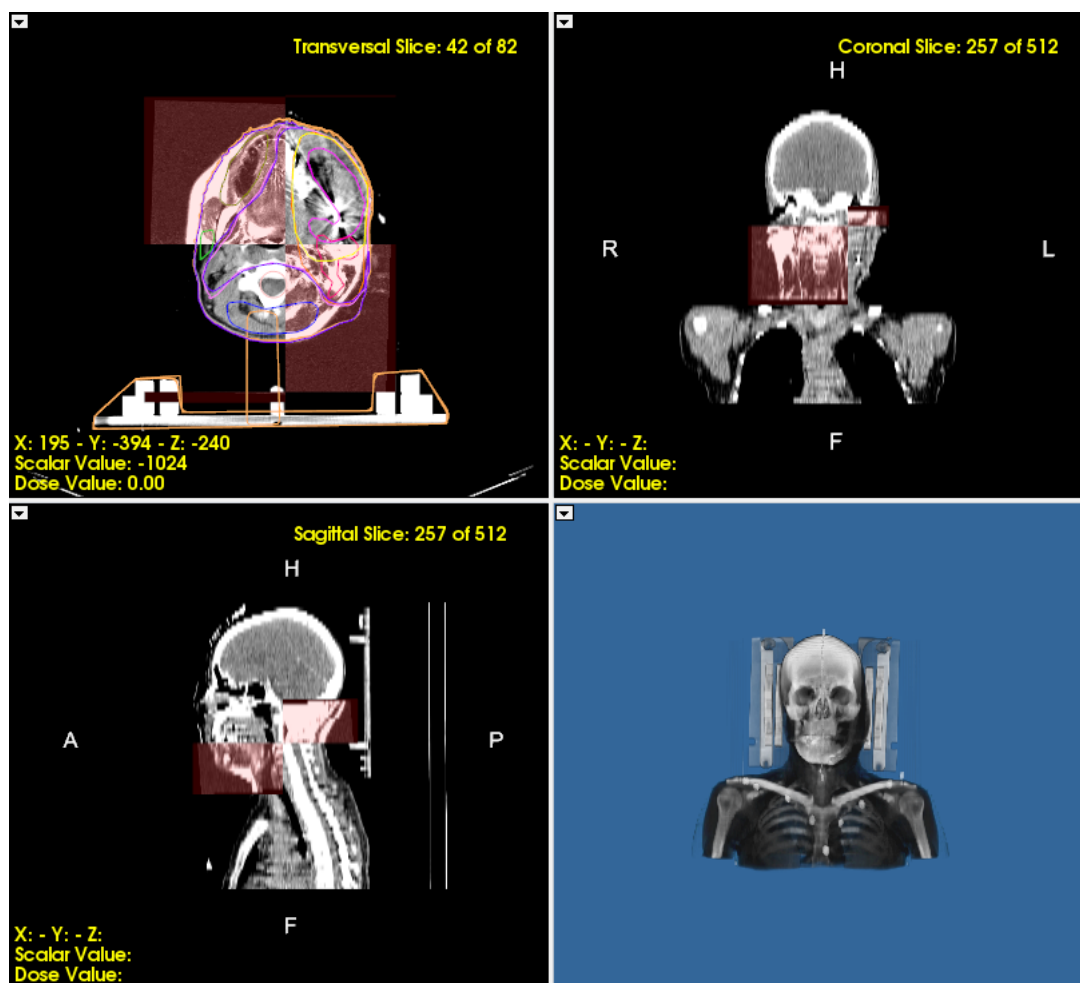 Transversal Slice: 42 of 82
X: 195 - Y: -394 - Z: -240
Scalar Value: -1024
Dose Value: 0.00
Coronal Slice: 257 of 512
H
R
L
F
X: - Y: - Z:
Scalar Value:
Dose Value:
Sagittal Slice: 257 of 512
H
A
P
F
X: - Y: - Z:
Scalar Value:
Dose Value: